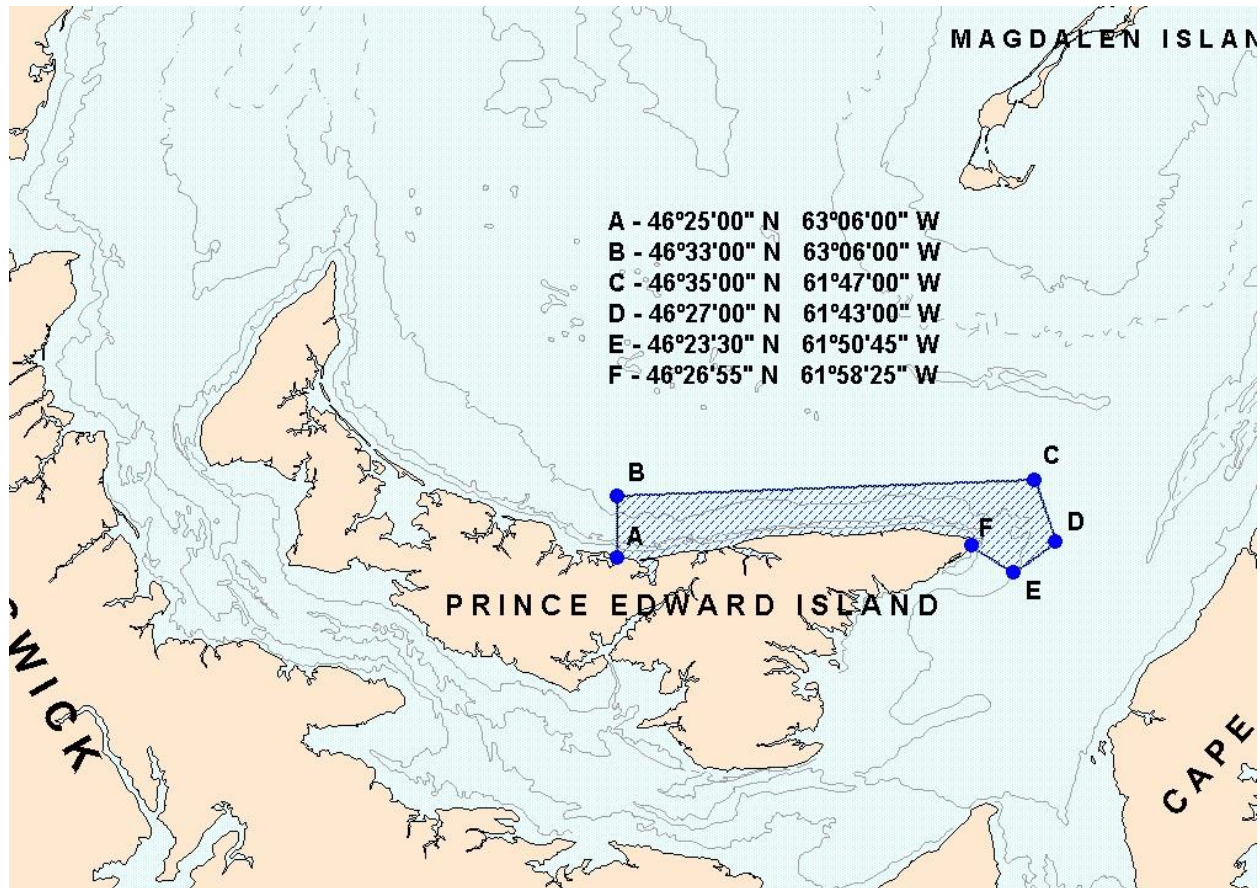 MAGDALEN ISLAN
A - 46º25'00" N 63º06'00" W
B - 46º33'00" N 63º06'00" W
C - 46º35'00" N 61º47'00" W
D - 46º27'00" N 61º43'00" W
E - 46º23'30" N 61º50'45" W
F - 46º26'55" N 61º58'25" W
C
B
D
A
F
E
PRINCE EDWARD ISLAND
WICK
CAPE